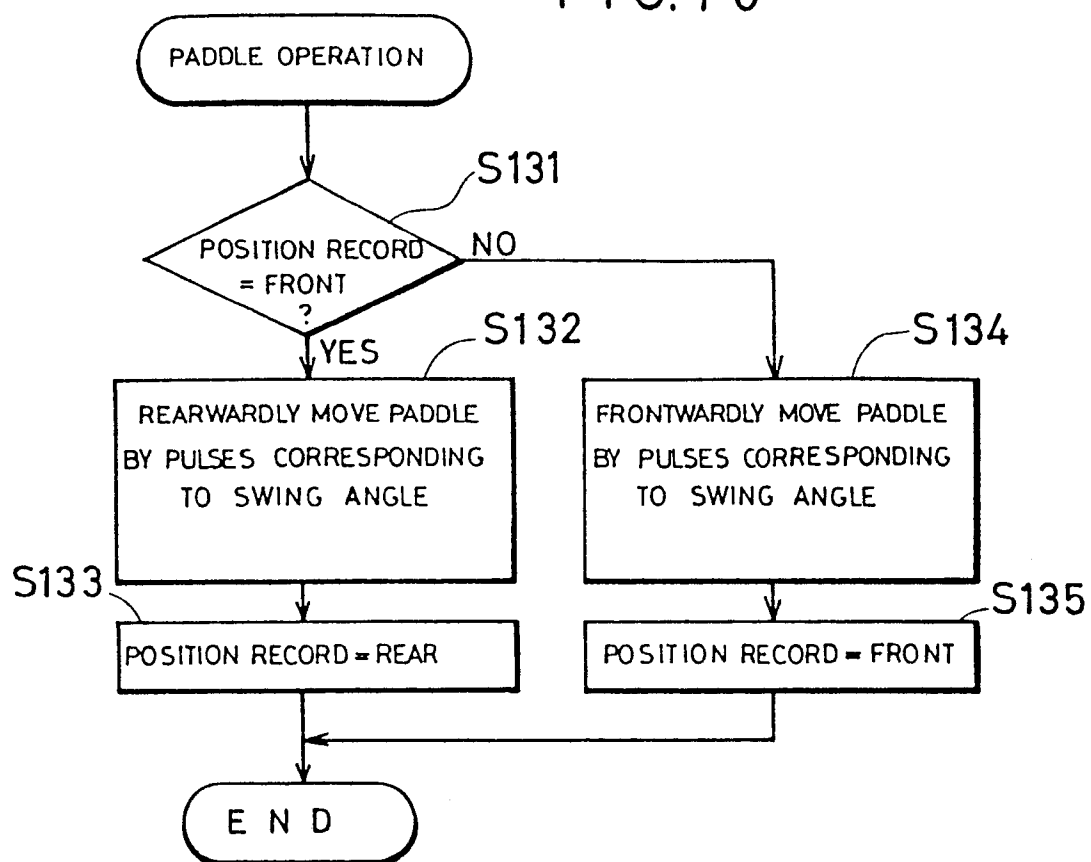 PADDLE OPERATION
S131
POSITION RECORD
= FRONT
?
NO
YES
S132
S134
REARWARDLY MOVE PADDLE
BY PULSES CORRESPONDING
TO SWING ANGLE
FRONTWARDLY MOVE PADDLE
BY PULSES CORRESPONDING
TO SWING ANGLE
S133
S135
POSITION RECORD = REAR
POSITION RECORD = FRONT
END